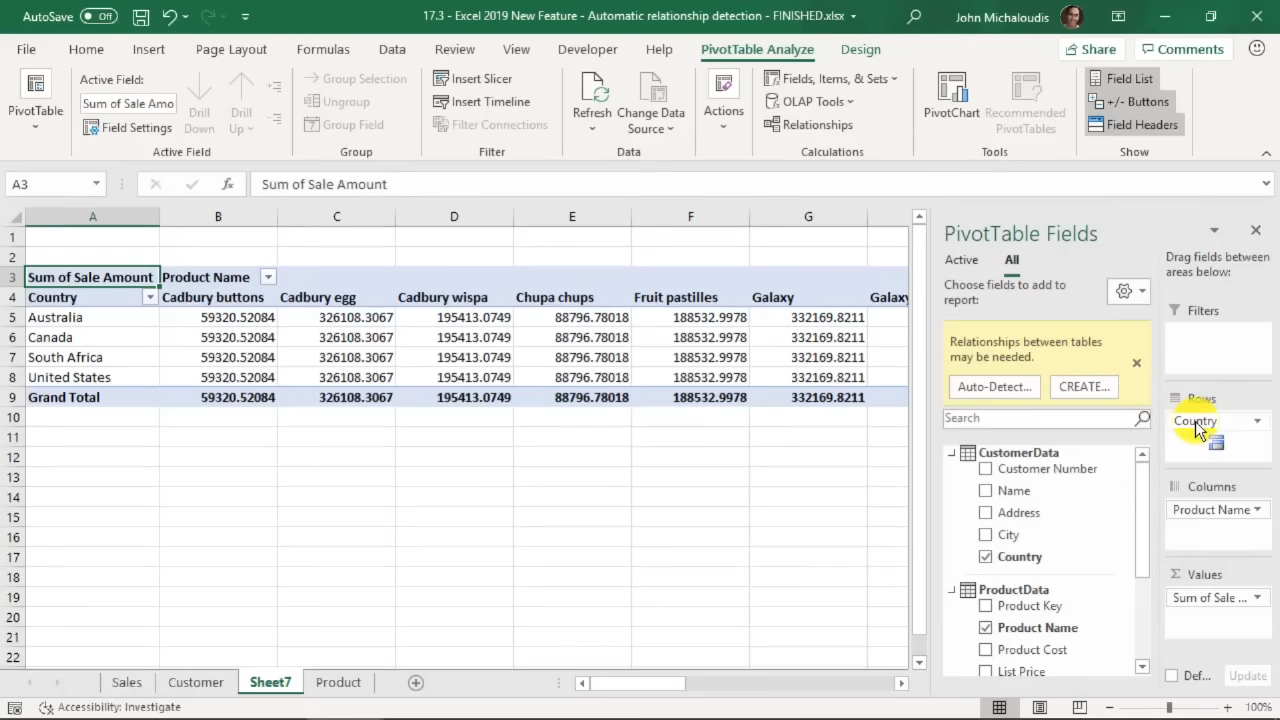 AutoSave Off 17.3 - Excel 2019 New Feature - Automatic relationship detection - FINISHED.xlsx John Michaloudis
File Home Insert Page Layout Formulas Data Review View Developer Help PivotTable Analyze Design Share Comments
PivotTable
Active Field:
Sum of Sale Amo
Field Settings
Drill Down
Drill Up
Active Field
Group Selection
Ungroup
Group Field
Group
Insert Slicer
Insert Timeline
Filter Connections
Filter
Refresh
Change Data Source
Data
Actions
Fields, Items, & Sets
OLAP Tools
Relationships
Calculations
PivotChart
Recommended PivotTables
Tools
Field List
+/- Buttons
Field Headers
Show
A3 fx Sum of Sale Amount
A B C D E F G
1
2
3 Sum of Sale Amount Product Name
4 Country Cadbury buttons Cadbury egg Cadbury wispa Chupa chups Fruit pastilles Galaxy Galaxy
5 Australia 59320.52084 326108.3067 195413.0749 88796.78018 188532.9978 332169.8211
6 Canada 59320.52084 326108.3067 195413.0749 88796.78018 188532.9978 332169.8211
7 South Africa 59320.52084 326108.3067 195413.0749 88796.78018 188532.9978 332169.8211
8 United States 59320.52084 326108.3067 195413.0749 88796.78018 188532.9978 332169.8211
9 Grand Total 59320.52084 326108.3067 195413.0749 88796.78018 188532.9978 332169.8211
10
11
12
13
14
15
16
17
18
19
20
21
22
PivotTable Fields
Active All
Choose fields to add to
report:
Relationships between tables
may be needed.
Auto-Detect... CREATE...
Search
CustomerData
Customer Number
Name
Address
City
Country
ProductData
Product Key
Product Name
Product Cost
List Price
Drag fields between
areas below:
Filters
Rows
Country
Columns
Product Name
Values
Sum of Sale ...
Def... Update
Sales Customer Sheet7 Product
Accessibility: Investigate 100%